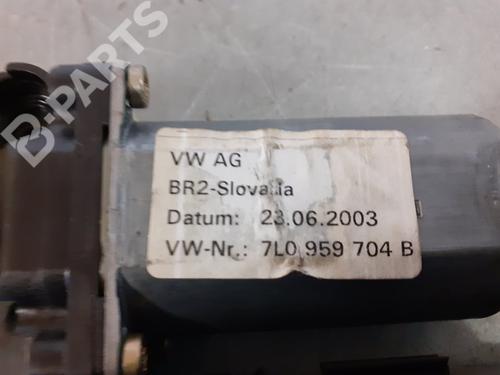 B-PARTS
VW AG
BR2-Slovakia
Datum: 23.06.2003
VW-Nr.: 7L0 959 704 B